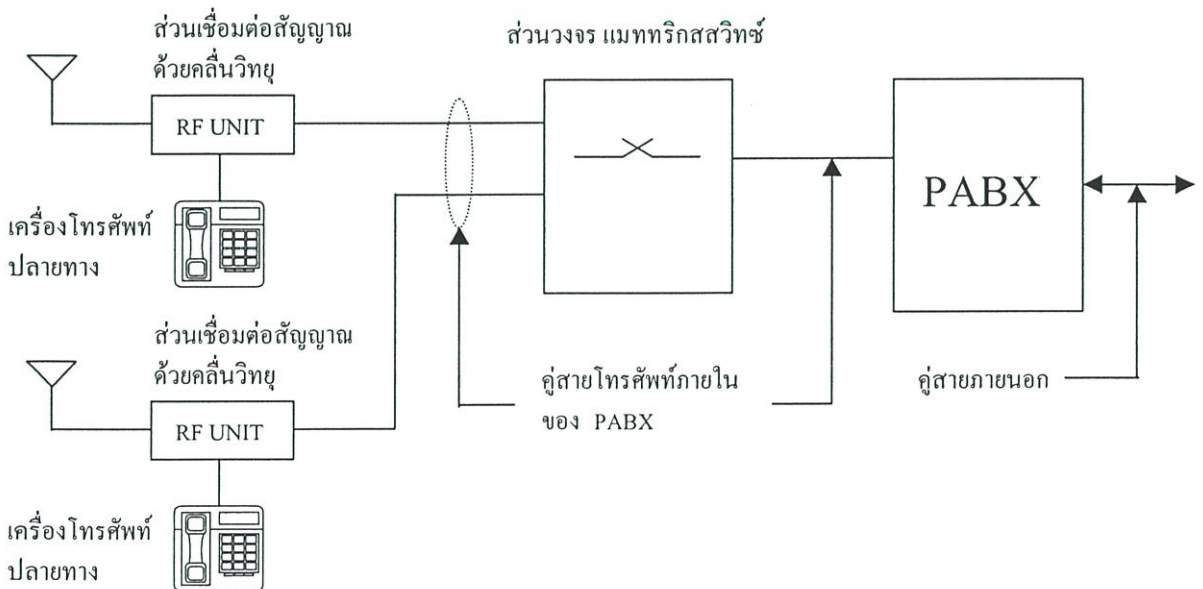 ส่วนเชื่อมต่อสัญญาณ
ด้วยคลื่นวิทยุ
ส่วนวงจร แมททริกสสวิทซ์
RF UNIT
PABX
เครื่องโทรศัพท์
ปลายทาง
ส่วนเชื่อมต่อสัญญาณ
ด้วยคลื่นวิทยุ
คู่สายโทรศัพท์ภายใน
ของ PABX
คู่สายภายนอก
RF UNIT
เครื่องโทรศัพท์
ปลายทาง